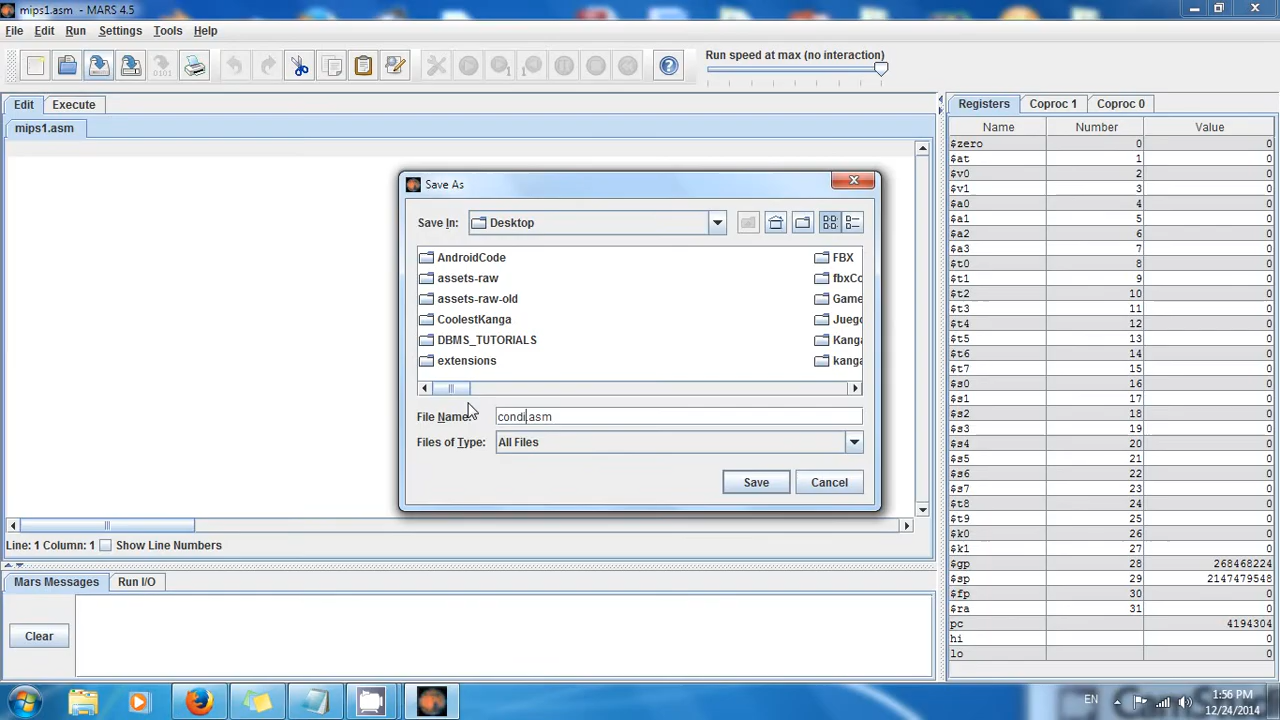 mips1.asm - MARS 4.5
File Edit Run Settings Tools Help
Run speed at max (no interaction)
Edit Execute
mips1.asm
Save As
Save In: Desktop
AndroidCode FBX
assets-raw fbxCo
assets-raw-old Game
CoolestKanga Juego
DBMS_TUTORIALS Kanga
extensions kanga
File Name: condi.asm
Files of Type: All Files
Save Cancel
Line: 1 Column: 1 Show Line Numbers
Mars Messages Run I/O
Clear
Registers Coproc 1 Coproc 0
Name Number Value
$zero 0 0
$at 1 0
$v0 2 0
$v1 3 0
$a0 4 0
$a1 5 0
$a2 6 0
$a3 7 0
$t0 8 0
$t1 9 0
$t2 10 0
$t3 11 0
$t4 12 0
$t5 13 0
$t6 14 0
$t7 15 0
$s0 16 0
$s1 17 0
$s2 18 0
$s3 19 0
$s4 20 0
$s5 21 0
$s6 22 0
$s7 23 0
$t8 24 0
$t9 25 0
$k0 26 0
$k1 27 0
$gp 28 268468224
$sp 29 2147479548
$fp 30 0
$ra 31 0
pc 4194304
hi 0
lo 0
EN
1:56 PM
12/24/2014